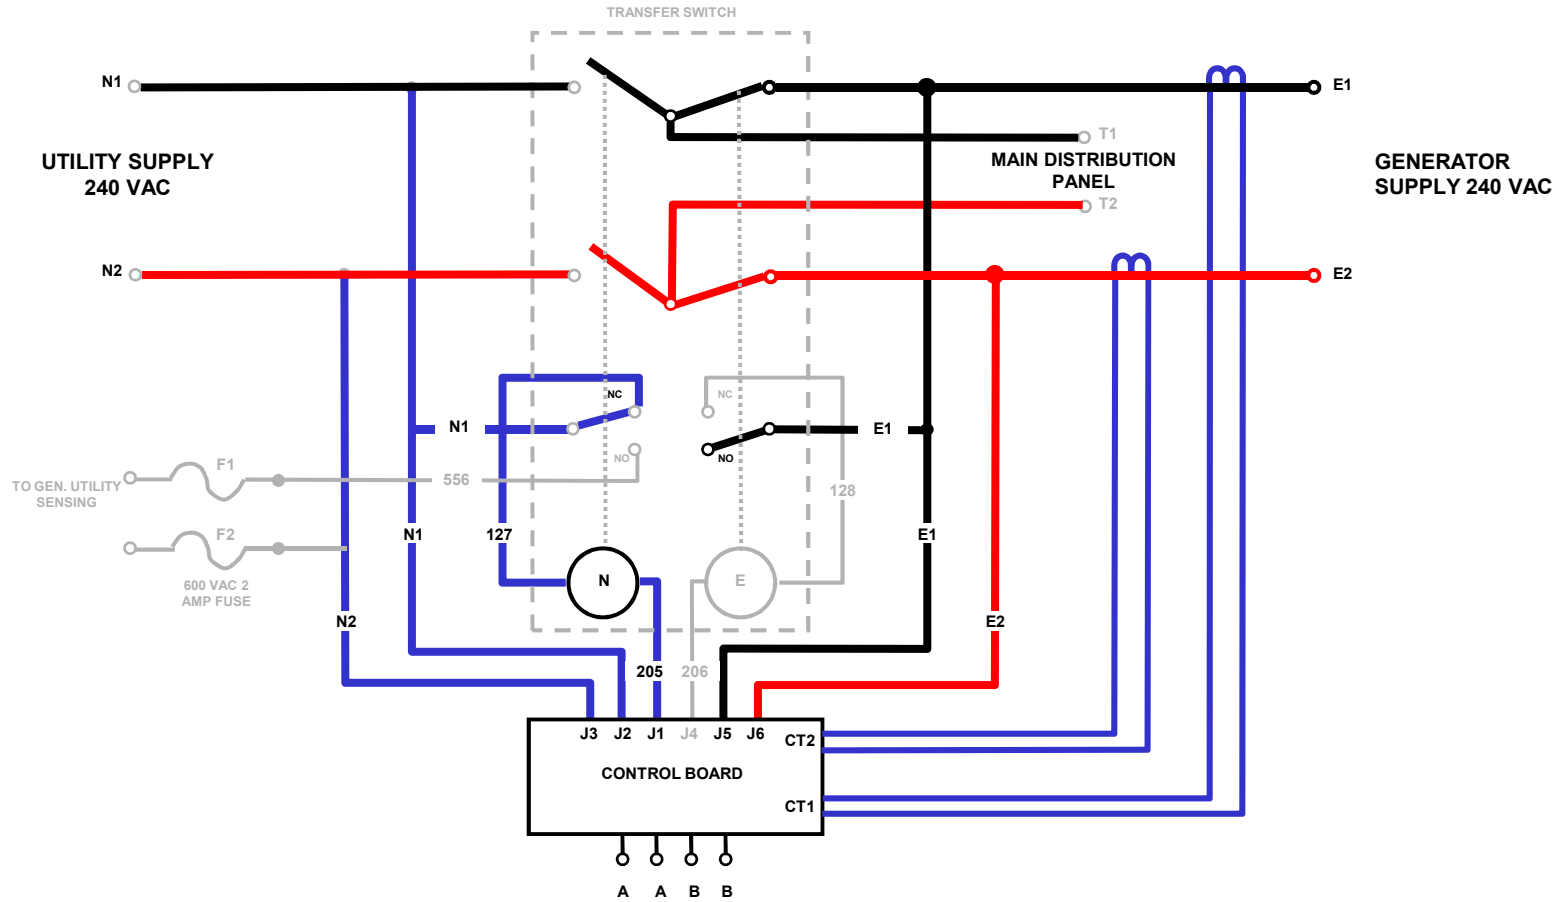 TRANSFER SWITCH
N1
E1
T1
UTILITY SUPPLY
240 VAC
MAIN DISTRIBUTION
PANEL
GENERATOR
SUPPLY 240 VAC
T2
N2
E2
NC
NC
N1
E1
NO
NO
F1
556
TO GEN. UTILITY
SENSING
128
F2
N1
127
E1
600 VAC 2
AMP FUSE
N
E
N2
E2
205
206
J3
J2
J1
J4
J5
J6
CT2
CONTROL BOARD
CT1
A
A
B
B